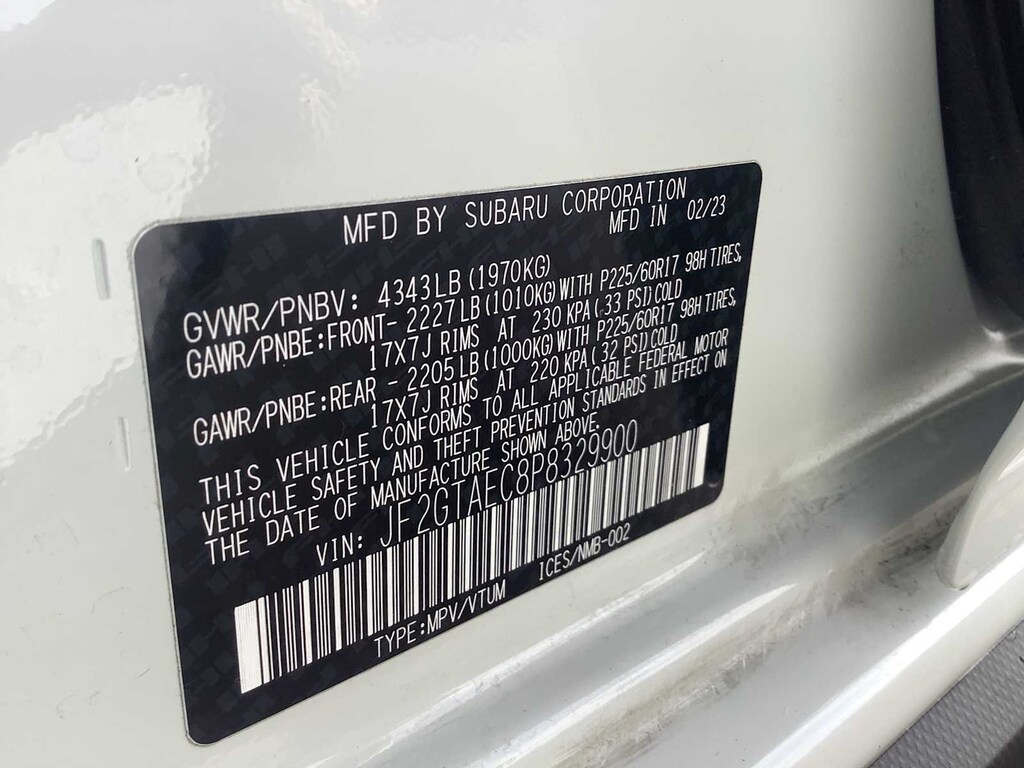 MFD BY SUBARU CORPORATION
MFD IN 02/23
GVWR/PNBV: 4343LB (1970KG)
GAWR/PNBE:FRONT- 2227LB (1010KG) WITH P225/60R17 98H TIRES,
17X7J RIMS AT 230 KPA ( 33 PSI) COLD
GAWR/PNBE:REAR - 2205LB (1000KG) WITH P225/60R17 98H TIRES,
17X7J RIMS AT 220 KPA ( 32 PSI) COLD
THIS VEHICLE CONFORMS TO ALL APPLICABLE FEDERAL MOTOR
VEHICLE SAFETY AND THEFT PREVENTION STANDARDS IN EFFECT ON
THE DATE OF MANUFACTURE SHOWN ABOVE.
VIN: JF2GTAEC8P8329900
TYPE:MPV/VTUM ICES/NMB-002